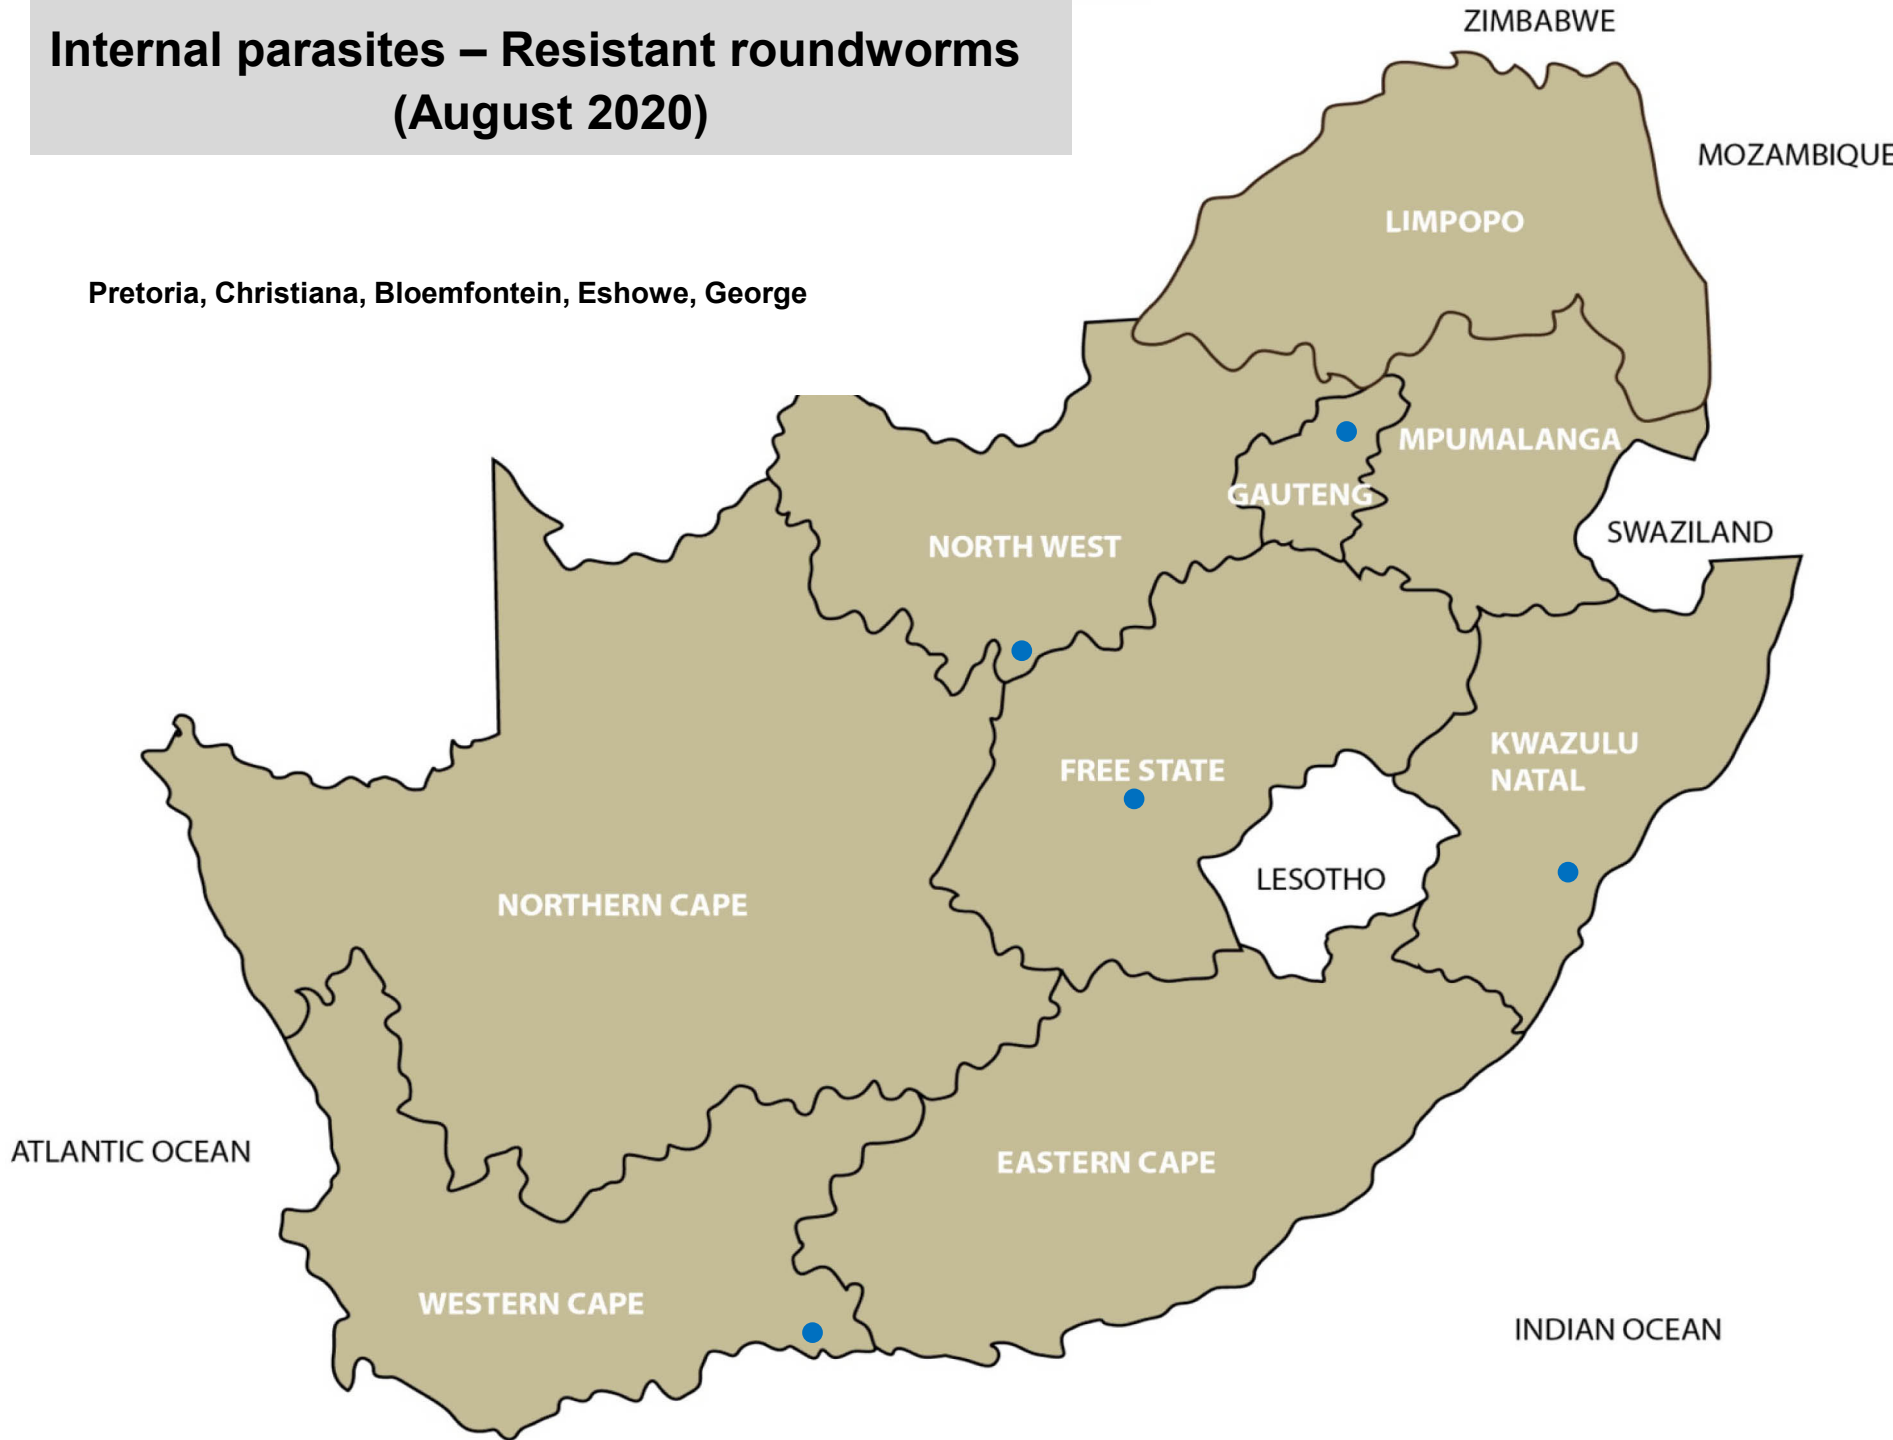 Internal parasites – Resistant roundworms
(August 2020)
ZIMBABWE
MOZAMBIQUE
LIMPOPO
Pretoria, Christiana, Bloemfontein, Eshowe, George
MPUMALANGA
GAUTENG
SWAZILAND
NORTH WEST
KWAZULU
NATAL
FREE STATE
LESOTHO
NORTHERN CAPE
ATLANTIC OCEAN
EASTERN CAPE
WESTERN CAPE
INDIAN OCEAN